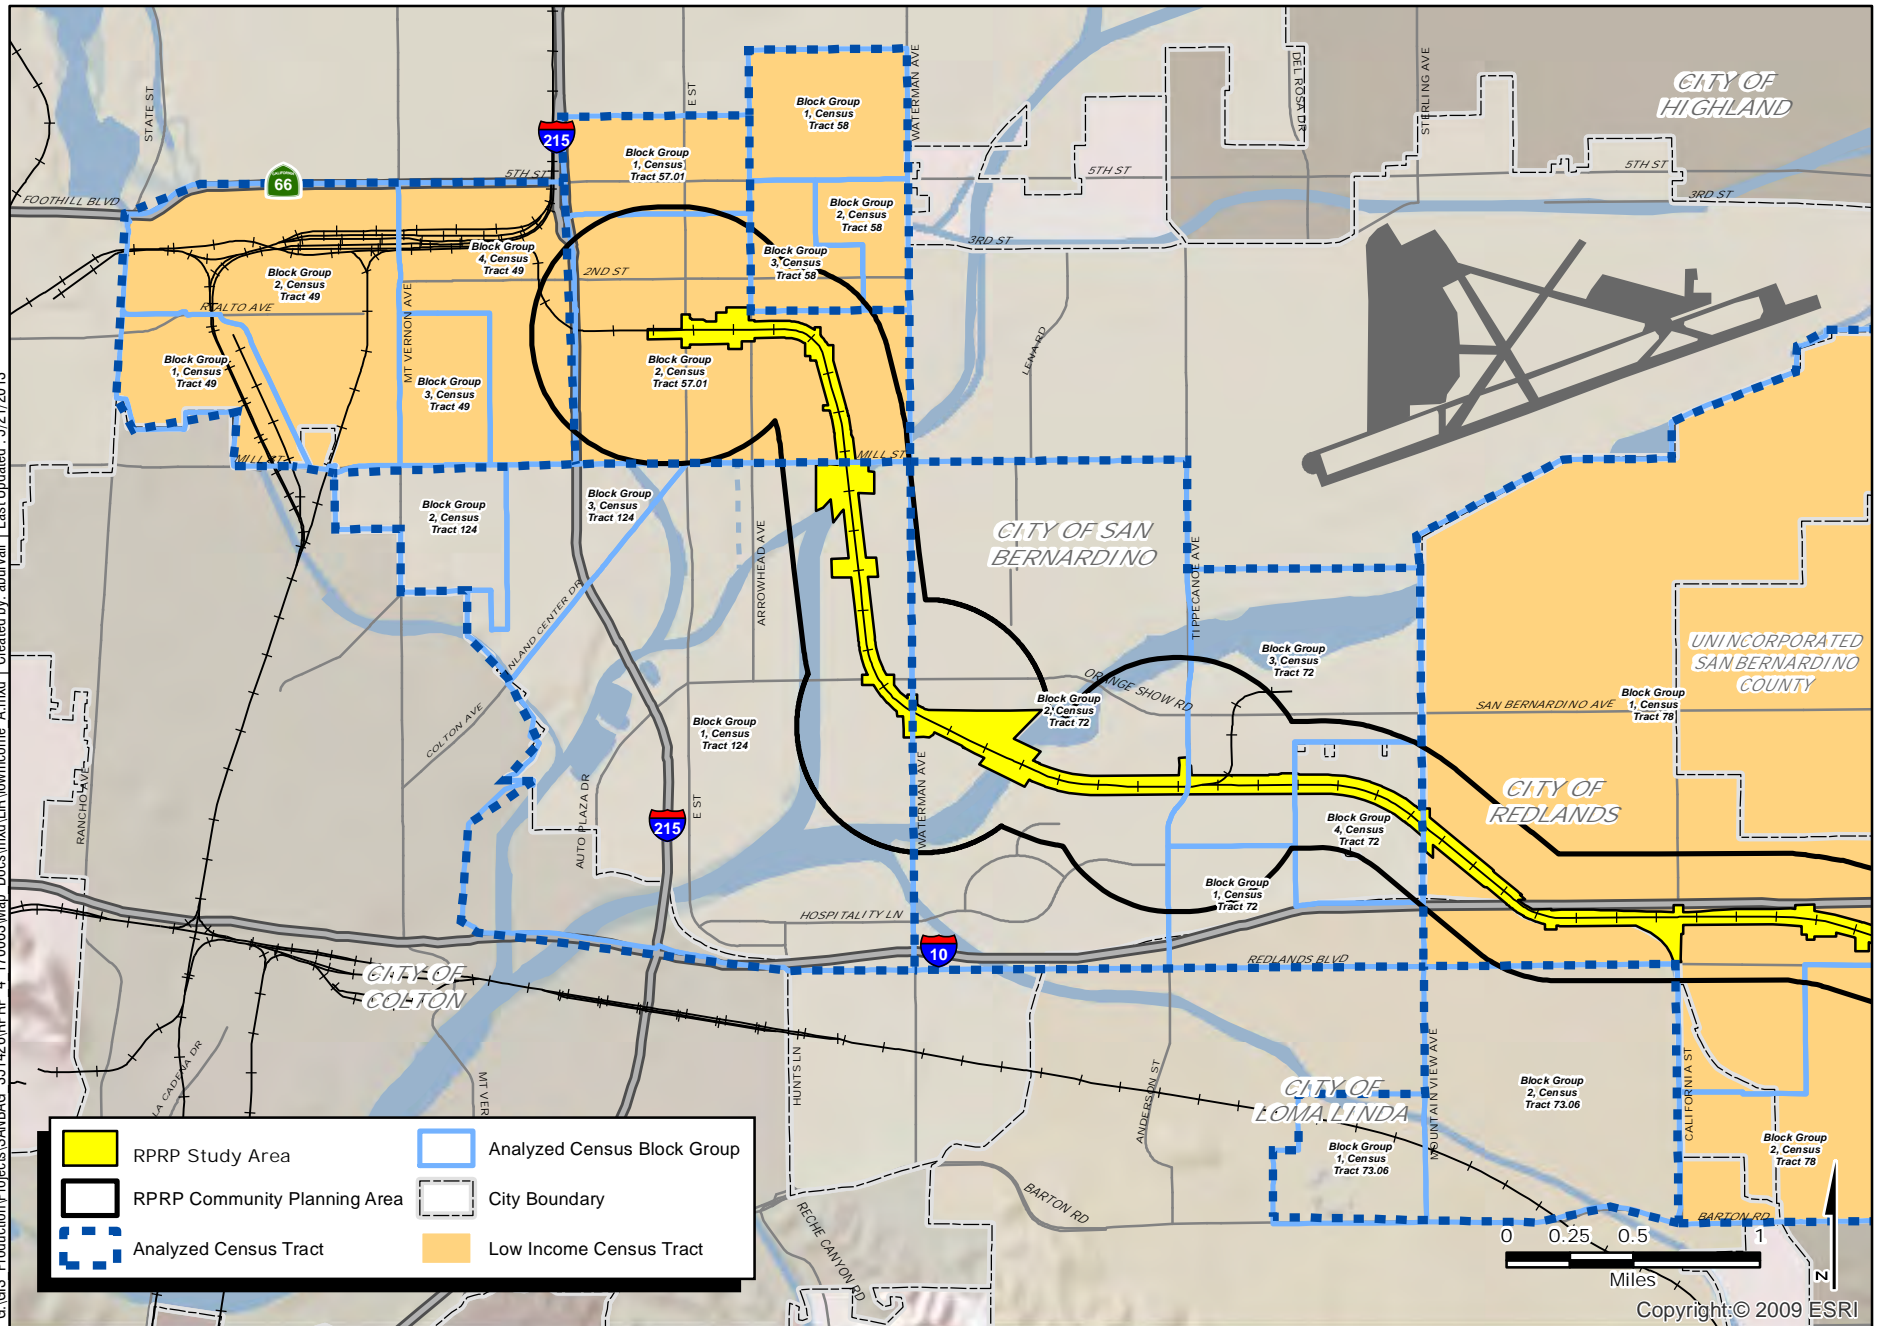 CITY OF
HIGHLAND
STATE ST
E ST
WATERMAN AVE
DEL ROSA DR
STERLING AVE
Block Group
1, Census
Tract 58
215
Block Group
1, Census
Tract 57.01
CALIFORNIA
66
5TH ST
5TH ST
5TH ST
3RD ST
FOOTHILL BLVD
Block Group
2, Census
Tract 58
3RD ST
Block Group
4, Census
Tract 49
Block Group
3, Census
Tract 58
2ND ST
Block Group
2, Census
Tract 49
RIALTO AVE
MT VERNON AVE
LENA RD
Block Group
1, Census
Tract 49
Block Group
3, Census
Tract 49
Block Group
2, Census
Tract 57.01
MILL ST
MILL ST
Block Group
2, Census
Tract 124
Block Group
3, Census
Tract 124
ARROWHEAD AVE
CITY OF SAN
BERNARDINO
TIPPECANOE AVE
INLAND CENTER DR
UNINCORPORATED
SAN BERNARDINO
COUNTY
Block Group
3, Census
Tract 72
ORANGE SHOW RD
Block Group
2, Census
Tract 72
Block Group
1, Census
Tract 78
SAN BERNARDINO AVE
COLTON AVE
Block Group
1, Census
Tract 124
RANCHO AVE
AUTO PLAZA DR
E ST
215
WATERMAN AVE
CITY OF
REDLANDS
Block Group
4, Census
Tract 72
Block Group
1, Census
Tract 72
HOSPITALITY LN
10
REDLANDS BLVD
CITY OF
COLTON
LA CADENA DR
MT VER
HUNTS LN
ANDERSON ST
CITY OF
LOMA LINDA
MOUNTAIN VIEW AVE
Block Group
2, Census
Tract 73.06
CALIFORNIA ST
Block Group
1, Census
Tract 73.06
Block Group
2, Census
Tract 78
BARTON RD
BARTON RD
RECHE CANYON RD
RPRP Study Area
RPRP Community Planning Area
Analyzed Census Tract
Analyzed Census Block Group
City Boundary
Low Income Census Tract
0 0.25 0.5 1
Miles
N
Copyright:© 2009 ESRI